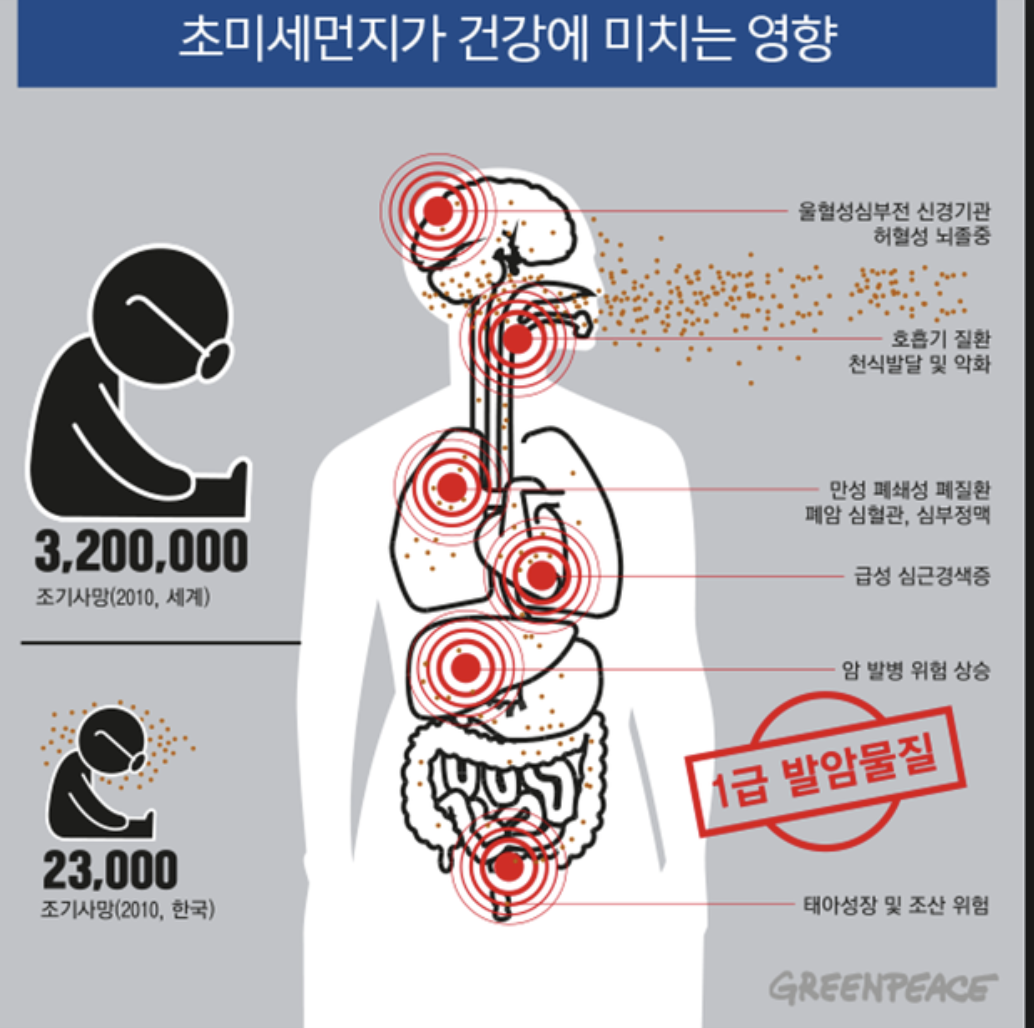 초미세먼지가 건강에 미치는 영향
울혈성심부전 신경기관
허혈성 뇌졸중
호흡기 질환
천식발달 및 악화
3,200,000
조기사망(2010, 세계)
만성 폐쇄성 폐질환
폐암 심혈관, 심부정맥
급성 심근경색증
암 발병 위험 상승
1급 발암물질
23,000
조기사망(2010, 한국)
태아성장 및 조산 위험
GREENPEACE